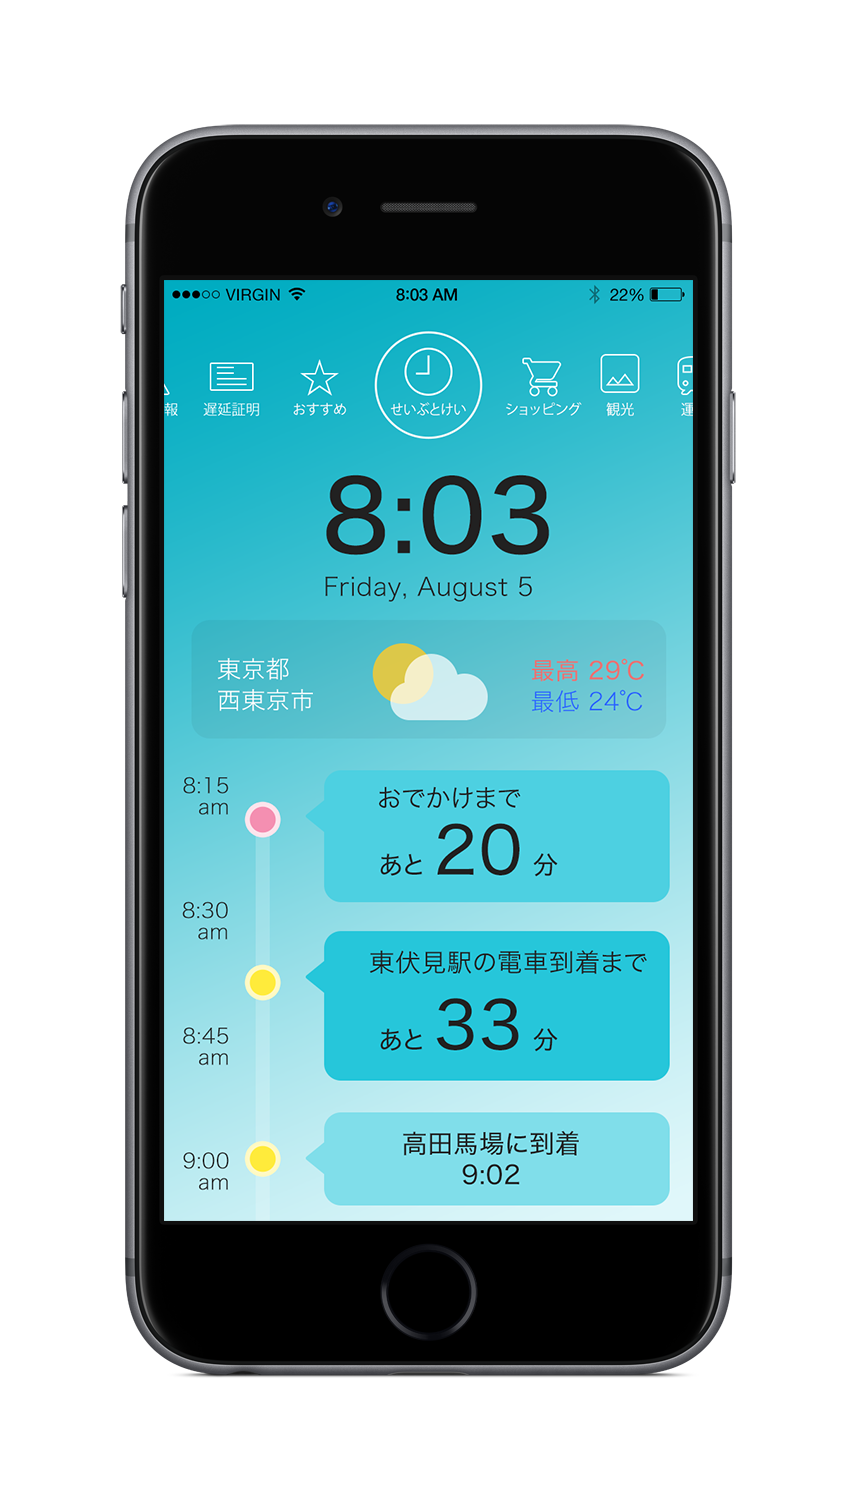 VIRGIN 8:03 AM 22%
報 遅延証明 おすすめ せいぶとけい ショッピング 観光 運
8:03
Friday, August 5
東京都
西東京市
最高 29℃
最低 24℃
8:15
am
おでかけまで
あと 20 分
8:30
am
東伏見駅の電車到着まで
あと 33 分
8:45
am
高田馬場に到着
9:02
9:00
am